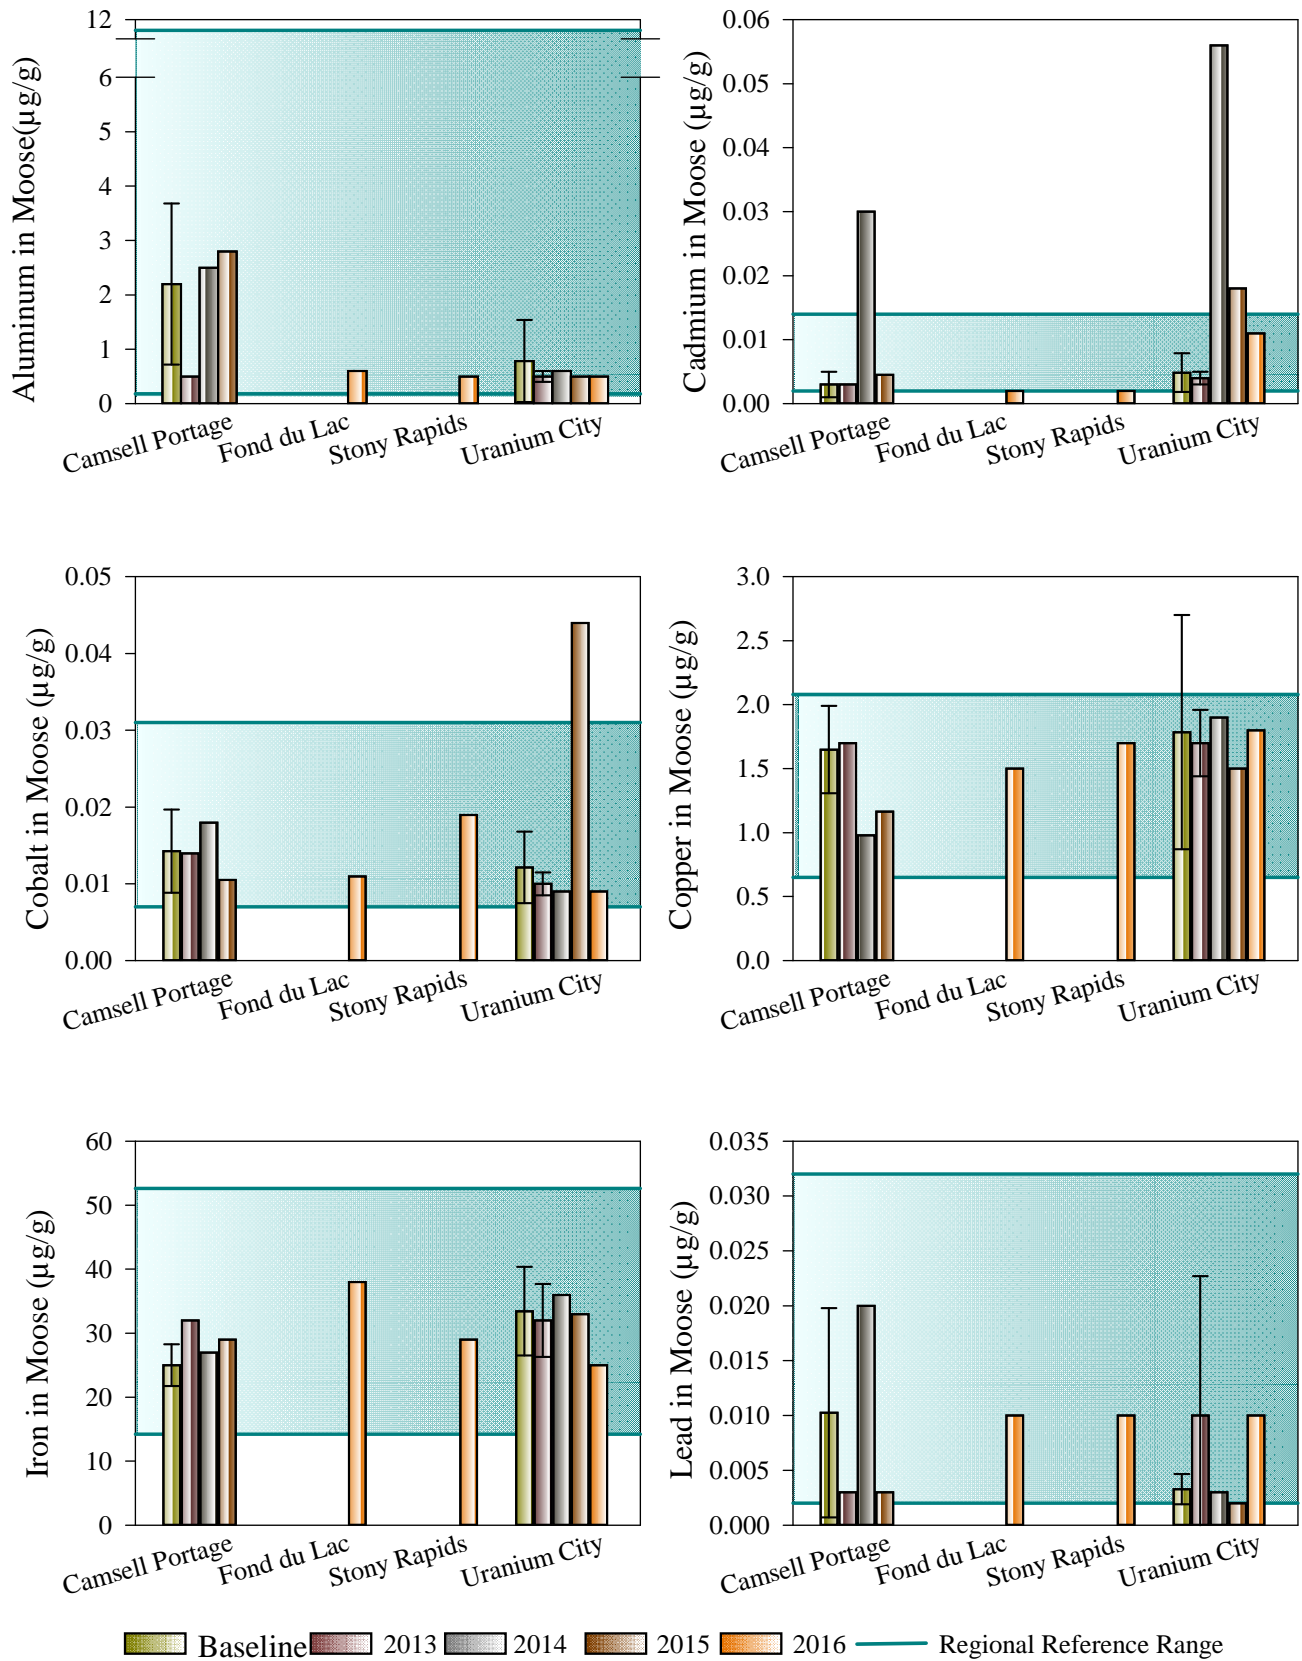 Aluminum in Moose(µg/g)
12
6
5
4
3
2
1
0
Camsell Portage
Fond du Lac
Stony Rapids
Uranium City
Cadmium in Moose (µg/g)
0.06
0.05
0.04
0.03
0.02
0.01
0.00
Camsell Portage
Fond du Lac
Stony Rapids
Uranium City
Cobalt in Moose (µg/g)
0.05
0.04
0.03
0.02
0.01
0.00
Camsell Portage
Fond du Lac
Stony Rapids
Uranium City
Copper in Moose (µg/g)
3.0
2.5
2.0
1.5
1.0
0.5
0.0
Camsell Portage
Fond du Lac
Stony Rapids
Uranium City
Iron in Moose (µg/g)
60
50
40
30
20
10
0
Camsell Portage
Fond du Lac
Stony Rapids
Uranium City
Lead in Moose (µg/g)
0.035
0.030
0.025
0.020
0.015
0.010
0.005
0.000
Camsell Portage
Fond du Lac
Stony Rapids
Uranium City
Baseline 2013 2014 2015 2016 Regional Reference Range